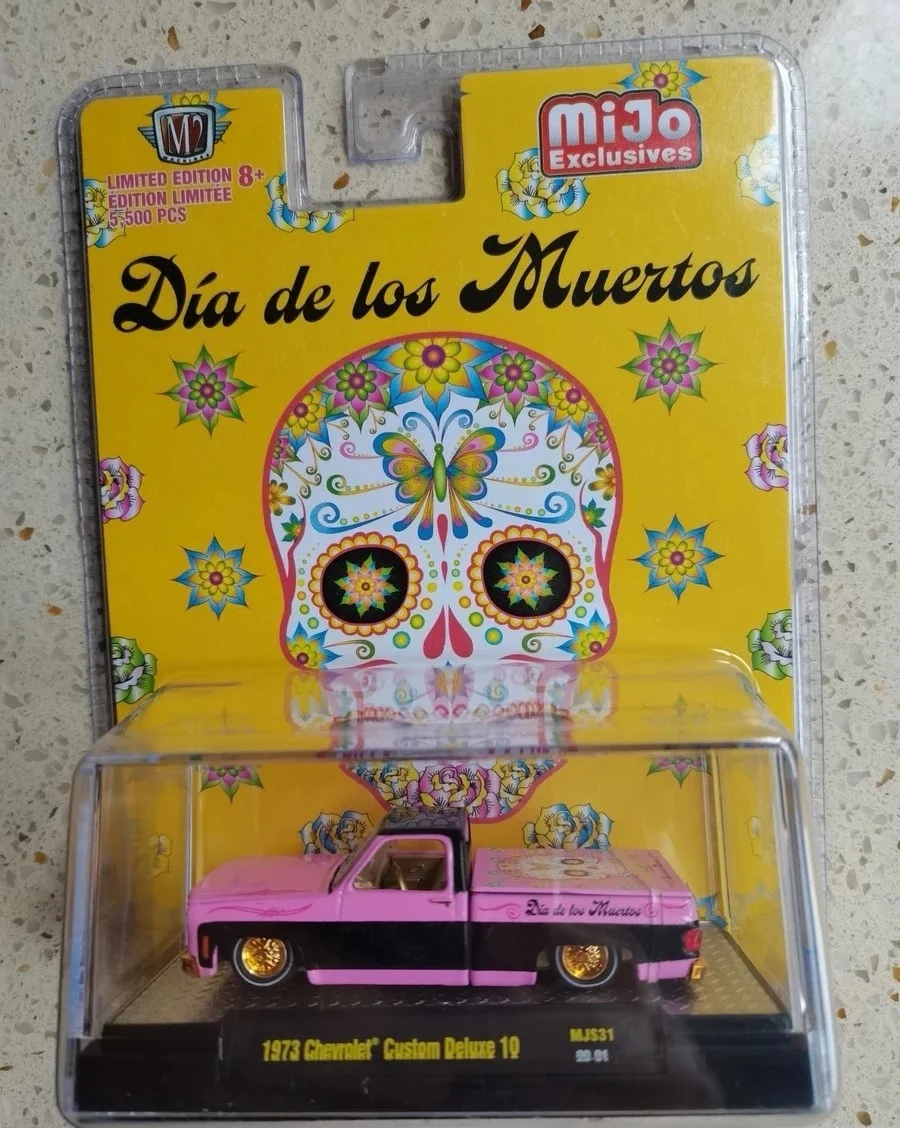 M2
MACHINES
MiJo
Exclusives
LIMITED EDITION 8+
ÉDITION LIMITÉE
5,500 PCS
Día de los Muertos
Día de los Muertos
1973 Chevrolet® Custom Deluxe 10
MJS31